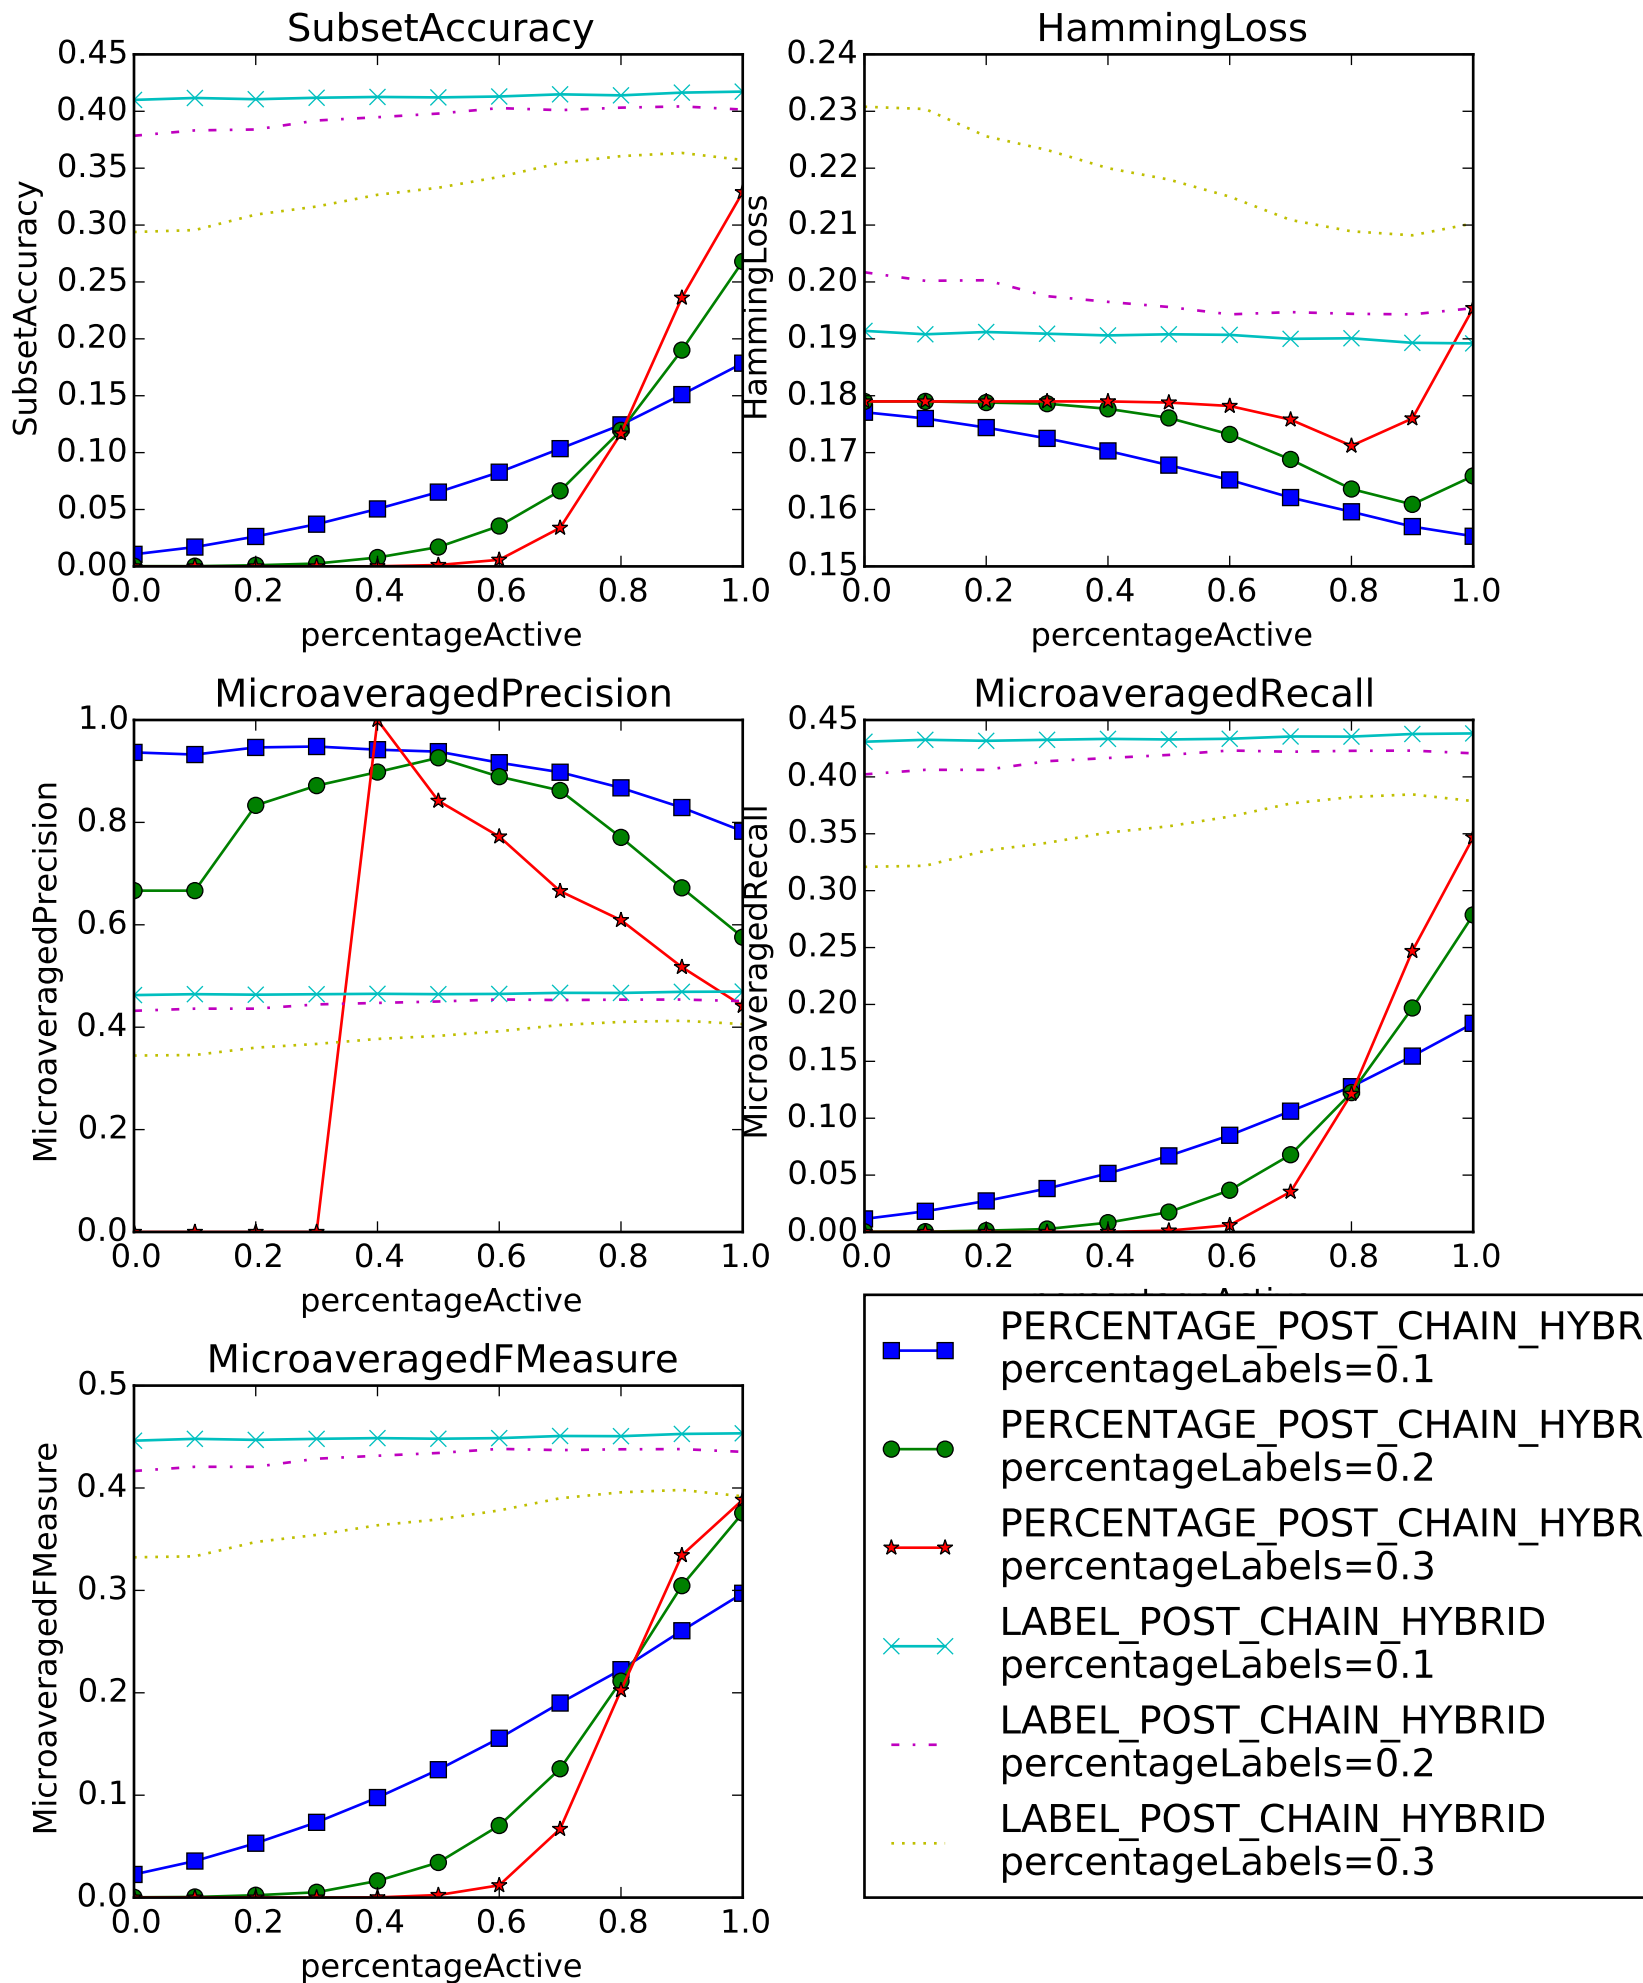 SubsetAccuracy
0.45
0.40
0.35
0.30
0.25
0.20
0.15
0.10
0.05
0.00
SubsetAccuracy
0.0 0.2 0.4 0.6 0.8 1.0
percentageActive
HammingLoss
0.24
0.23
0.22
0.21
0.20
0.19
0.18
0.17
0.16
0.15
HammingLoss
0.0 0.2 0.4 0.6 0.8 1.0
percentageActive
MicroaveragedPrecision
1.0
0.8
0.6
0.4
0.2
0.0
MicroaveragedPrecision
0.0 0.2 0.4 0.6 0.8 1.0
percentageActive
MicroaveragedRecall
0.45
0.40
0.35
0.30
0.25
0.20
0.15
0.10
0.05
0.00
MicroaveragedRecall
0.0 0.2 0.4 0.6 0.8 1.0
MicroaveragedFMeasure
0.5
0.4
0.3
0.2
0.1
0.0
MicroaveragedFMeasure
0.0 0.2 0.4 0.6 0.8 1.0
percentageActive
PERCENTAGE_POST_CHAIN_HYBR
percentageLabels=0.1
PERCENTAGE_POST_CHAIN_HYBR
percentageLabels=0.2
PERCENTAGE_POST_CHAIN_HYBR
percentageLabels=0.3
LABEL_POST_CHAIN_HYBRID
percentageLabels=0.1
LABEL_POST_CHAIN_HYBRID
percentageLabels=0.2
LABEL_POST_CHAIN_HYBRID
percentageLabels=0.3